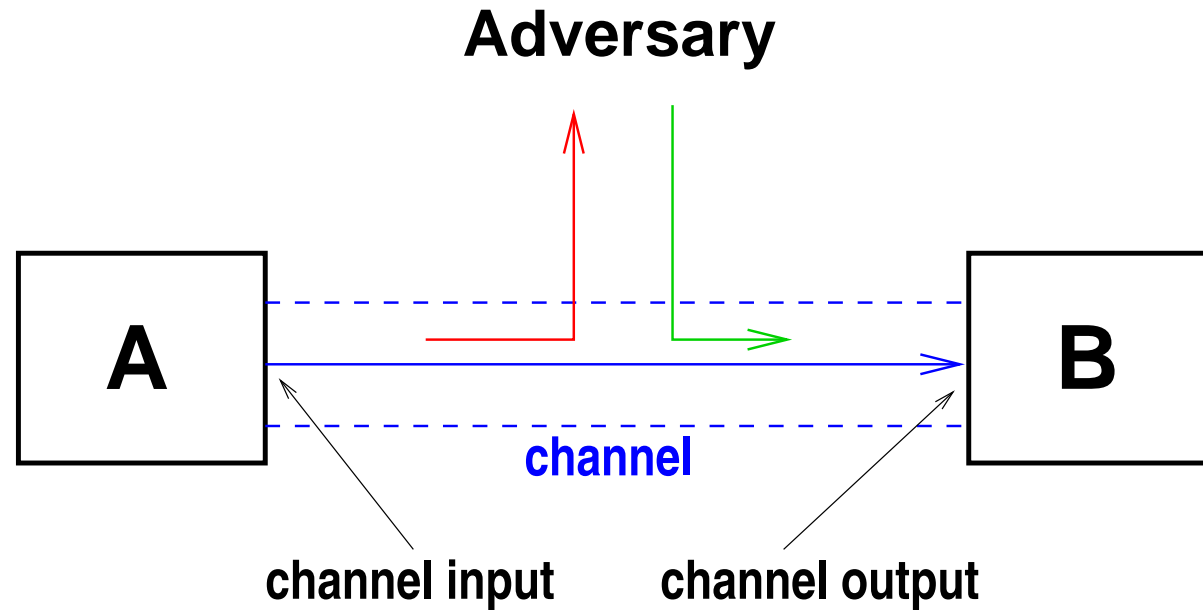 Adversary
A
B
channel
channel input
channel output